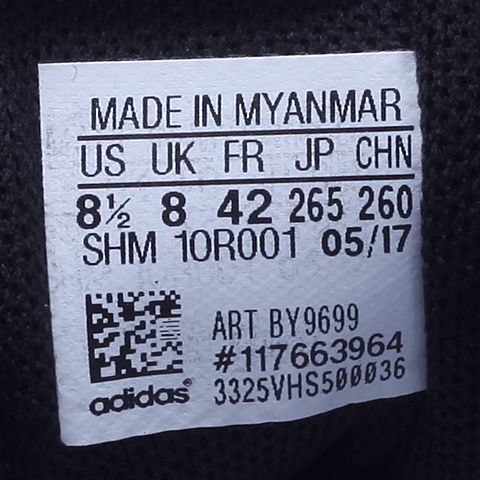 MADE IN MYANMAR
US UK FR JP CHN
8½ 8 42 265 260
SHM 10R001 05/17
ART BY9699
#117663964
adidas 3325VHS500036